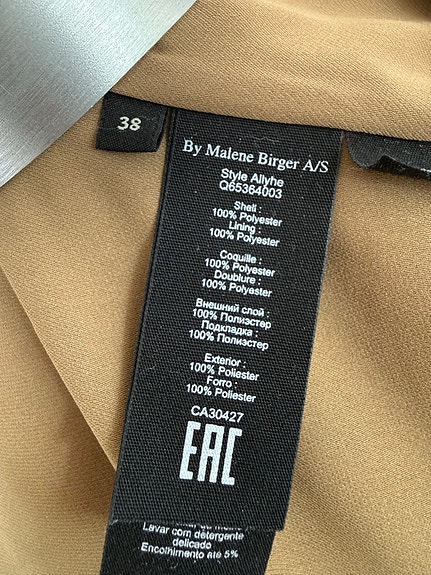 38
By Malene Birger A/S
Style Allyhe
Q65364003
Shell :
100% Polyester
Lining :
100% Polyester
Coquille :
100% Polyester
Doublure :
100% Polyester
Внешний слой :
100% Полиэстер
Подкладка :
100% Полиэстер
Exterior :
100% Poliester
Forro :
100% Poliester
CA30427
EAC
Lavar com detergente
delicado
Encolhimento até 5%